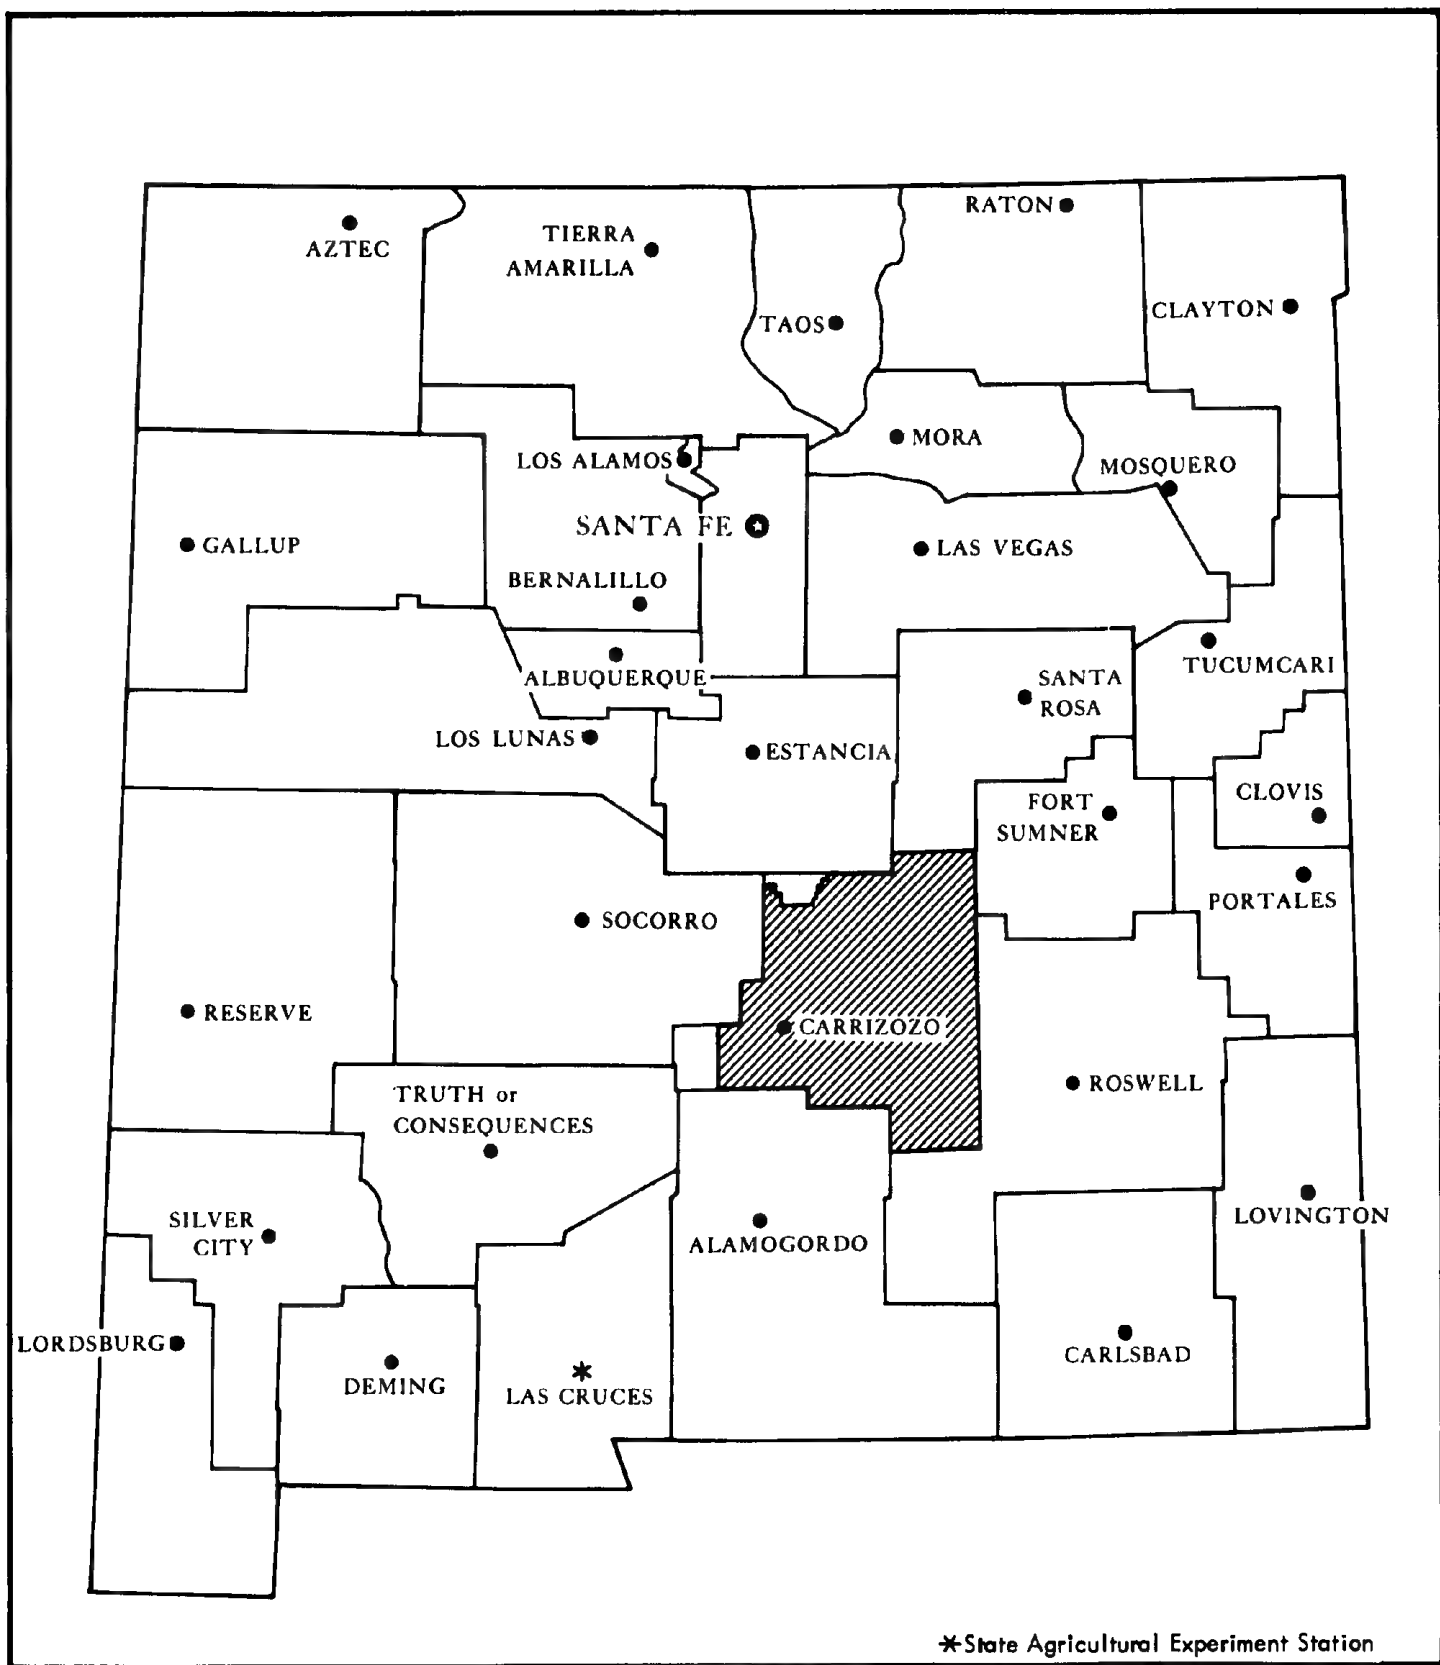 RATON
AZTEC
TIERRA
AMARILLA
TAOS
CLAYTON
MORA
LOS ALAMOS
MOSQUERO
SANTA FE
GALLUP
LAS VEGAS
BERNALILLO
ALBUQUERQUE
TUCUMCARI
SANTA
ROSA
LOS LUNAS
ESTANCIA
CLOVIS
FORT
SUMNER
PORTALES
SOCORRO
RESERVE
CARRIZOZO
ROSWELL
TRUTH or
CONSEQUENCES
SILVER
CITY
ALAMOGORDO
LOVINGTON
LORDSBURG
CARLSBAD
DEMING
LAS CRUCES
*State Agricultural Experiment Station